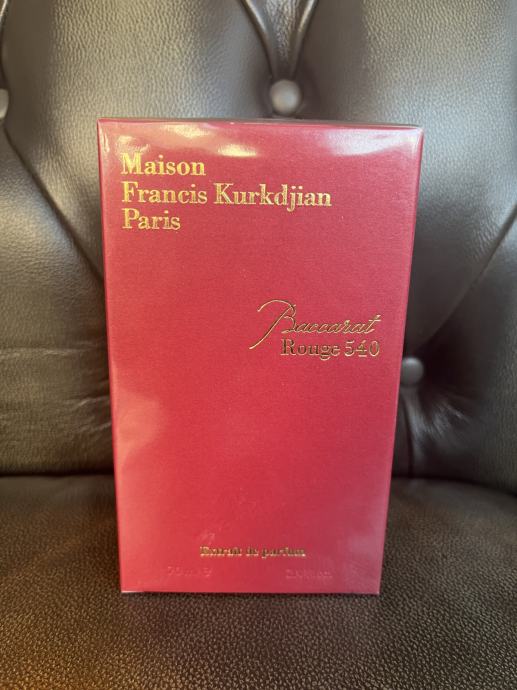 Maison
Francis Kurkdjian
Paris
Baccarat
Rouge 540
Extrait de parfum